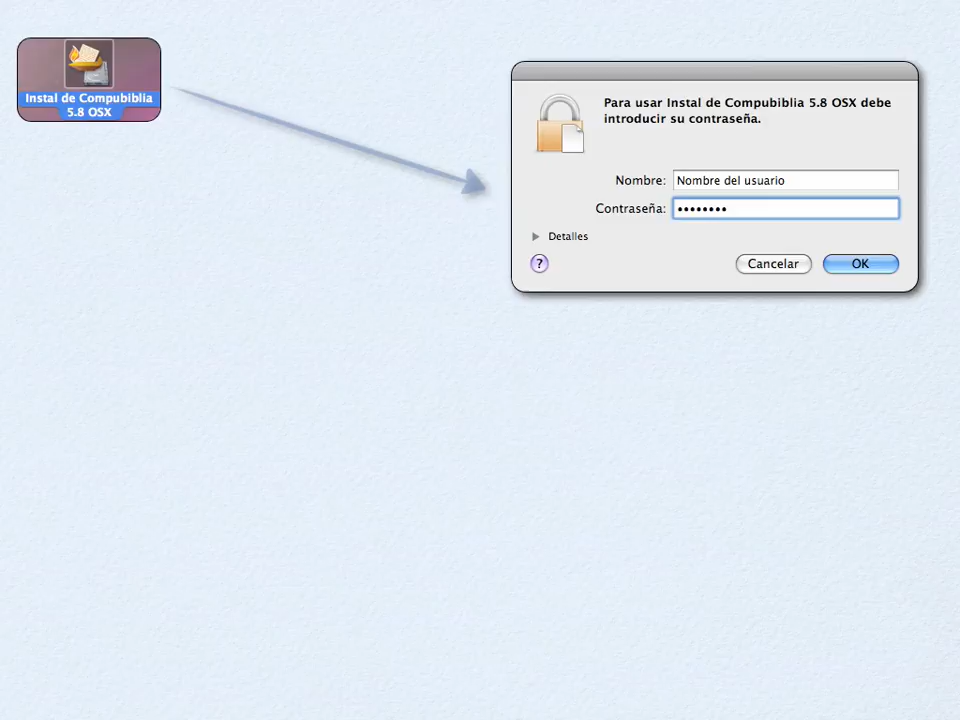 Instal de Compubiblia
5.8 OSX
Para usar Instal de Compubiblia 5.8 OSX debe
introducir su contraseña.
Nombre: Nombre del usuario
Contraseña: ••••••••
Detalles
?
Cancelar OK